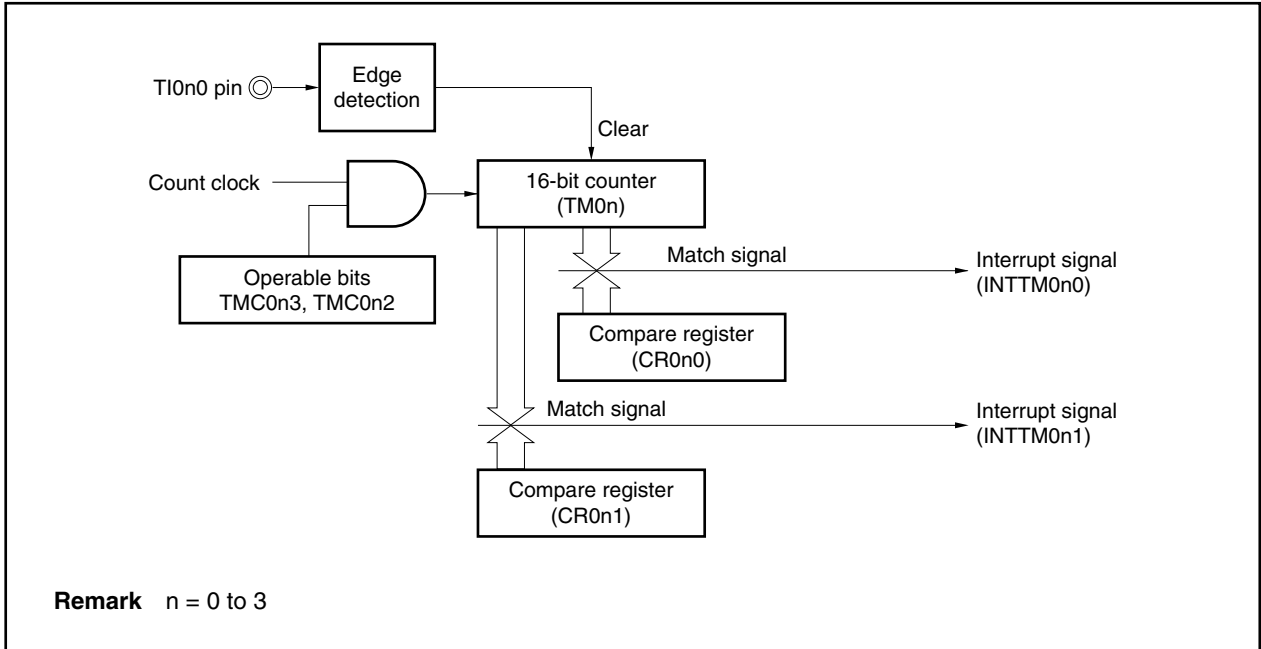 TI0n0 pin
Edge
detection
Clear
Count clock
16-bit counter
(TM0n)
Operable bits
TMC0n3, TMC0n2
Match signal
Interrupt signal
(INTTM0n0)
Compare register
(CR0n0)
Match signal
Interrupt signal
(INTTM0n1)
Compare register
(CR0n1)
Remark n = 0 to 3